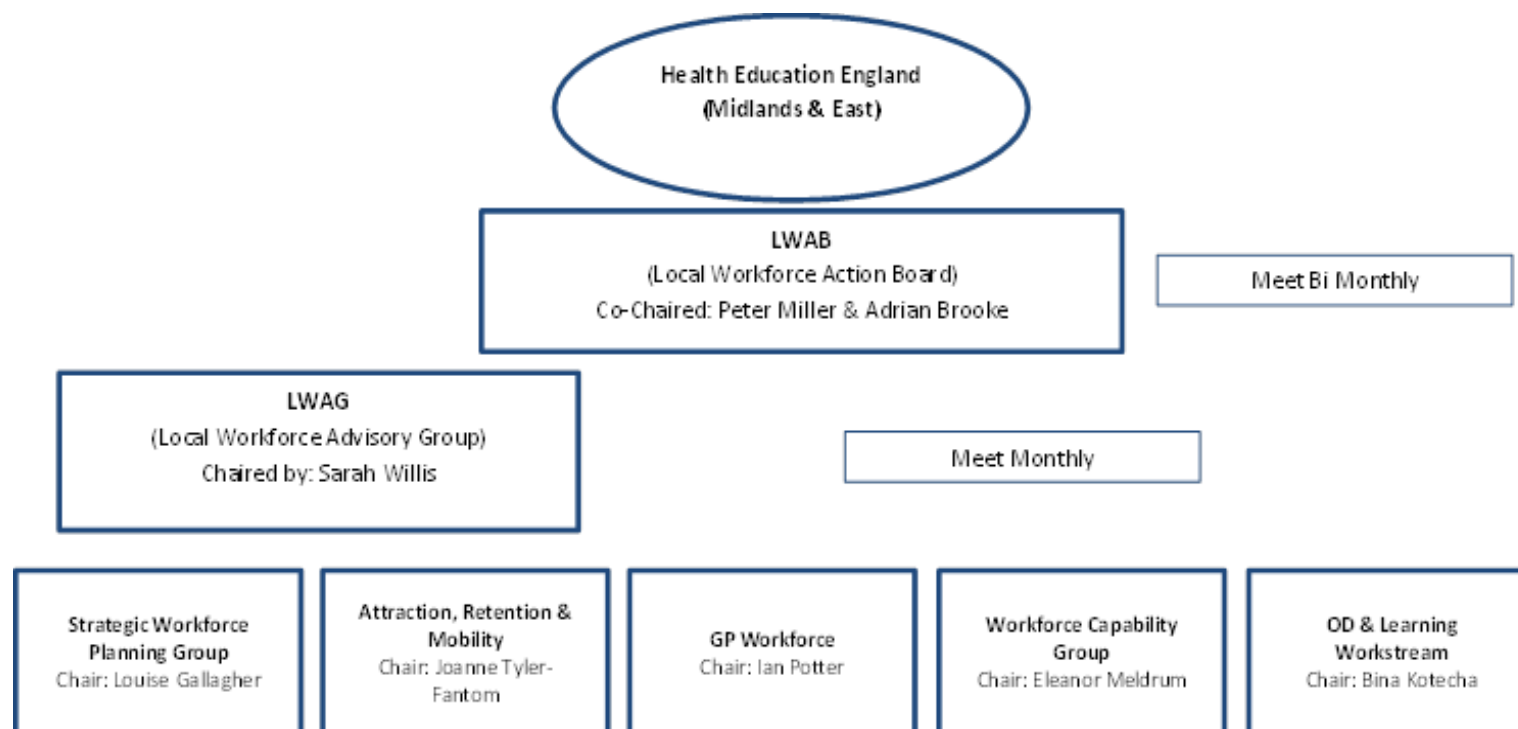 Health Education England
(Midlands & East)
LWAB
(Local Workforce Action Board)
Co-Chaired: Peter Miller & Adrian Brooke
Meet Bi Monthly
LWAG
(Local Workforce Advisory Group)
Chaired by: Sarah Willis
Meet Monthly
Strategic Workforce
Planning Group
Chair: Louise Gallagher
Attraction, Retention &
Mobility
Chair: Joanne Tyler-
Fantom
GP Workforce
Chair: Ian Potter
Workforce Capability
Group
Chair: Eleanor Meldrum
OD & Learning
Workstream
Chair: Bina Kotecha